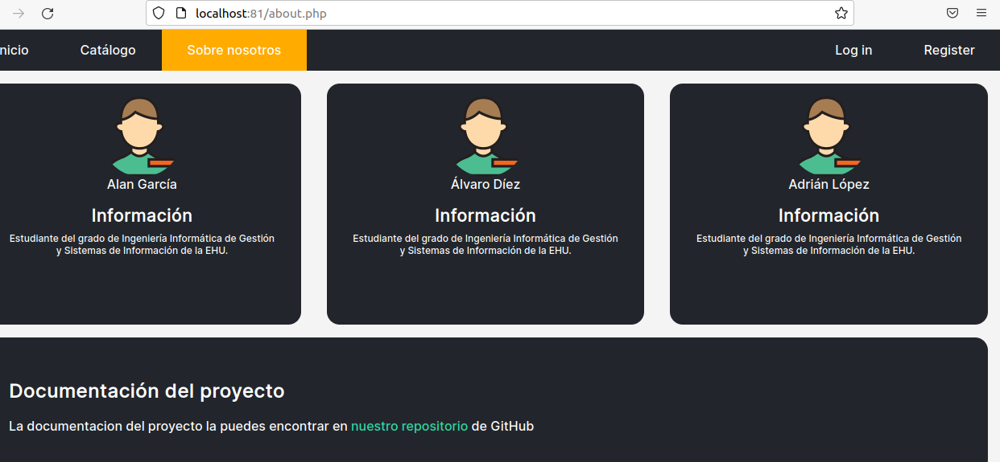 localhost:81/about.php
nicio Catálogo Sobre nosotros Log in Register
Alan García Álvaro Díez Adrián López
Información Información Información
Estudiante del grado de Ingeniería Informática de Gestión Estudiante del grado de Ingeniería Informática de Gestión Estudiante del grado de Ingeniería Informática de Gestión
y Sistemas de Información de la EHU. y Sistemas de Información de la EHU. y Sistemas de Información de la EHU.
Documentación del proyecto
La documentacion del proyecto la puedes encontrar en nuestro repositorio de GitHub